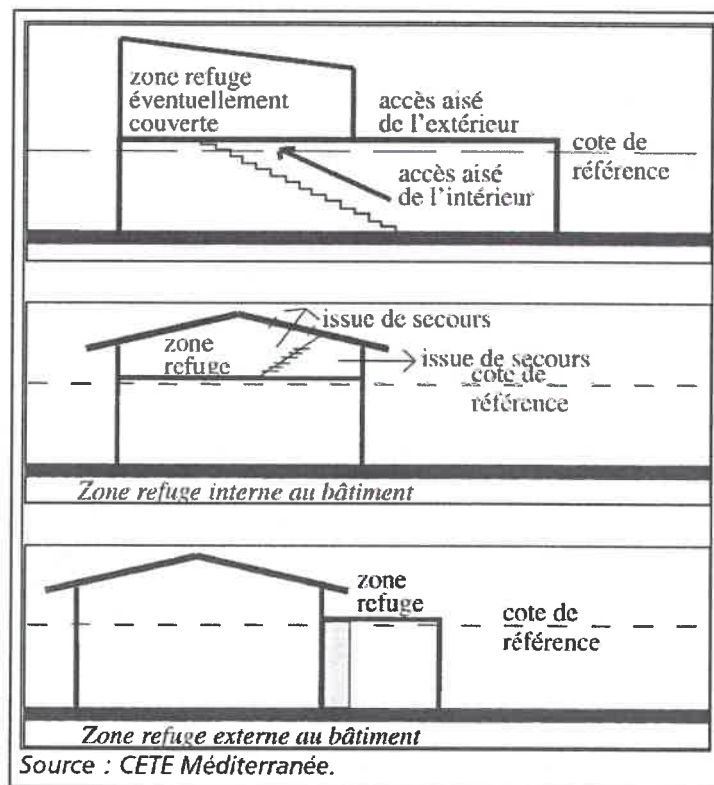 zone refuge
éventuellement
couverte
accès aisé
de l'extérieur
cote de
référence
accès aisé
de l'intérieur
issue de secours
zone
refuge
issue de secours
cote de
référence
Zone refuge interne au bâtiment
zone
refuge
cote de
référence
Zone refuge externe au bâtiment
Source : CETE Méditerranée.